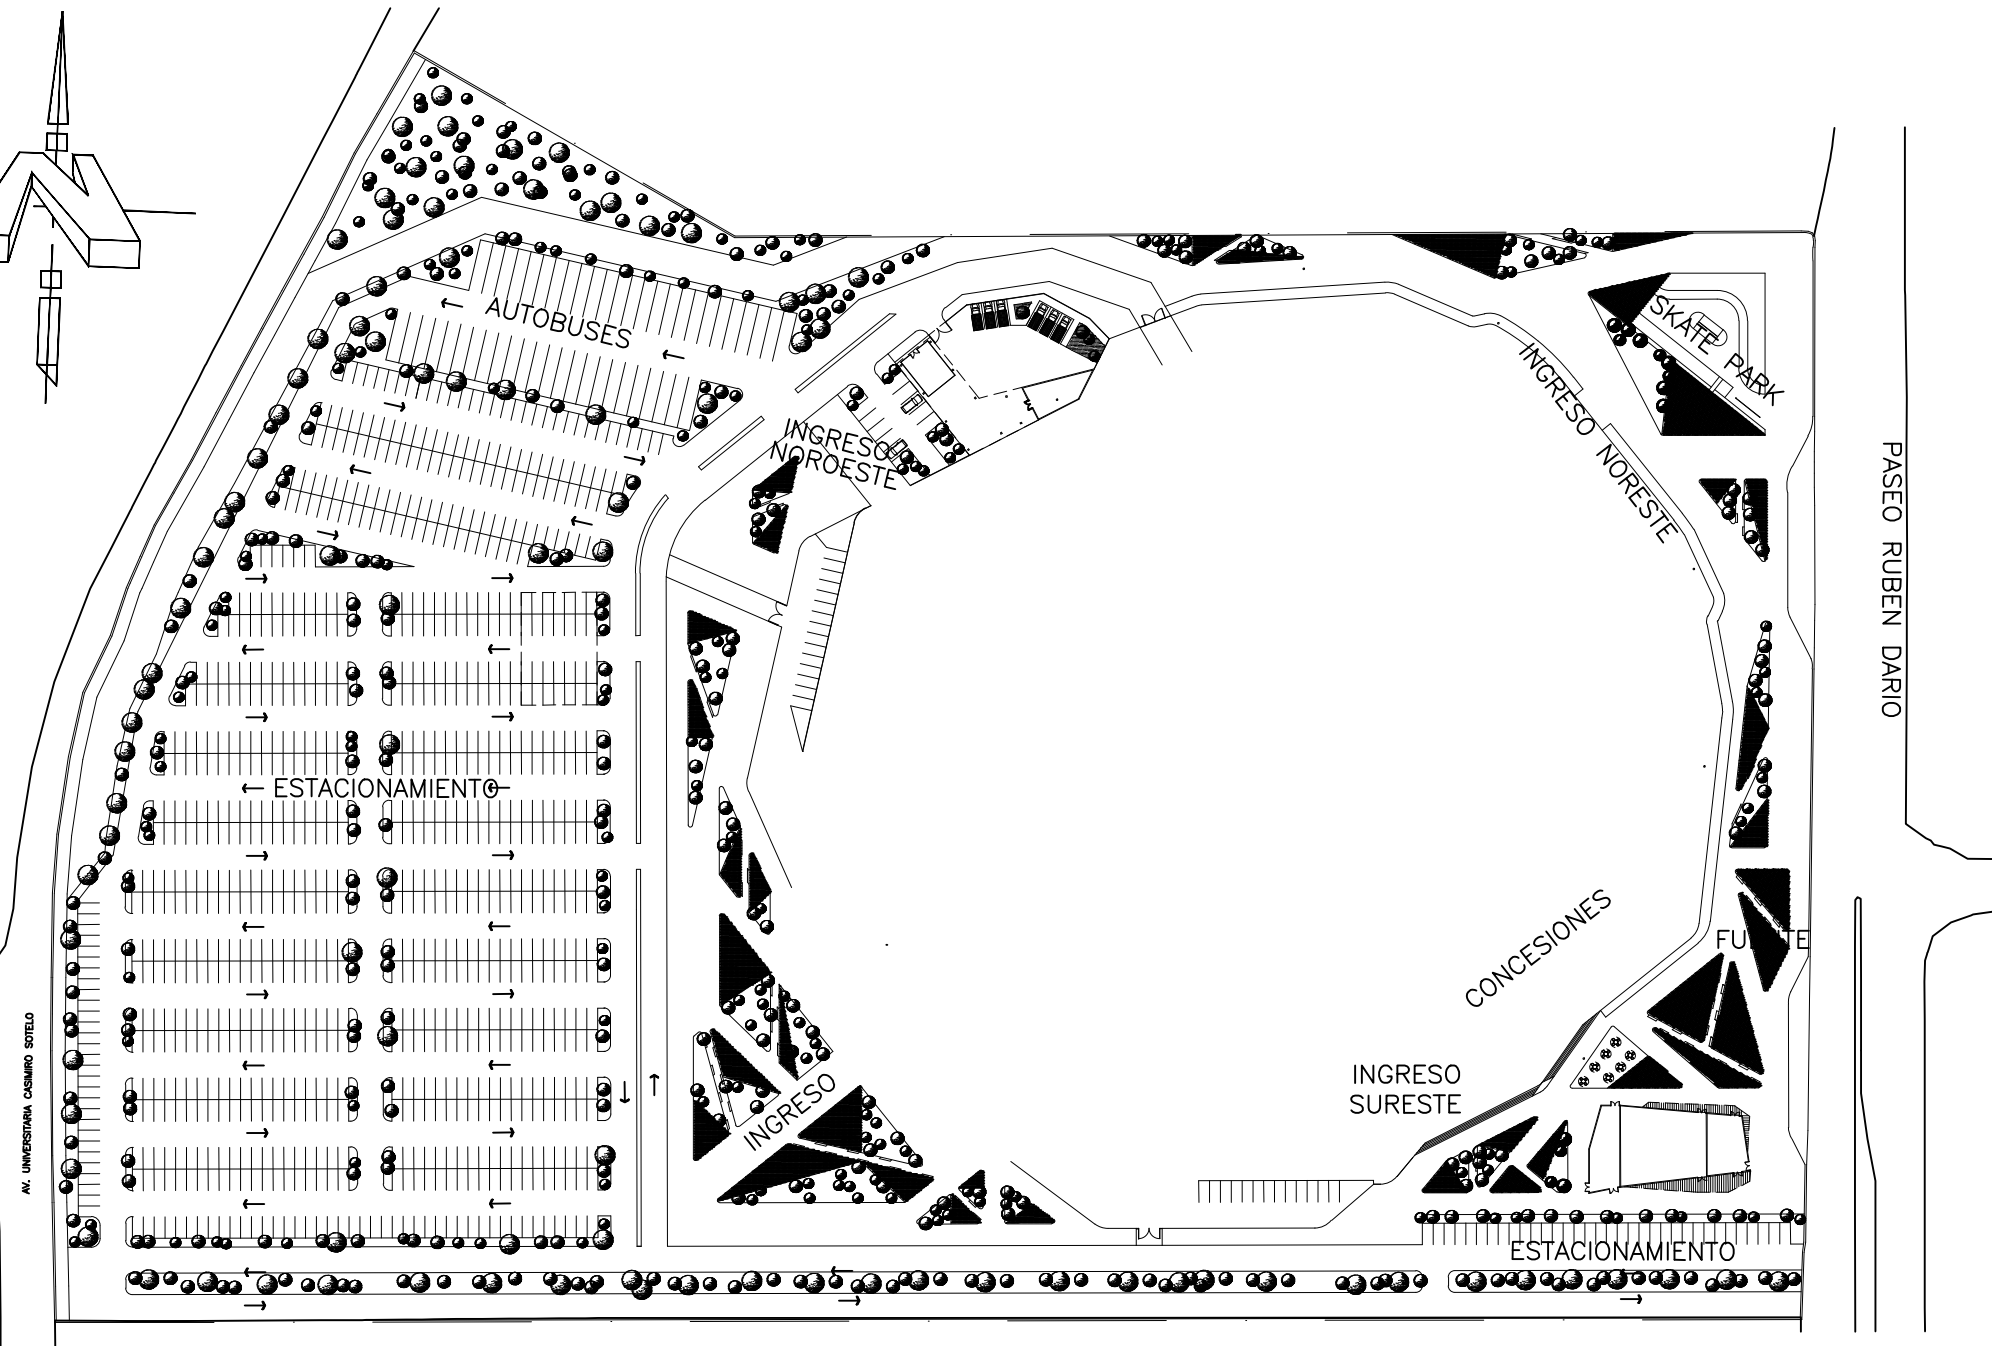 AUTOBUSES
SKATE PARK
INGRESO
NOROESTE
INGRESO NORESTE
PASEO RUBEN DARIO
ESTACIONAMIENTO
CONCESIONES
FUENTE
AV. UNIVERSITARIA CASIMIRO SOTELO
INGRESO
SURESTE
INGRESO
ESTACIONAMIENTO